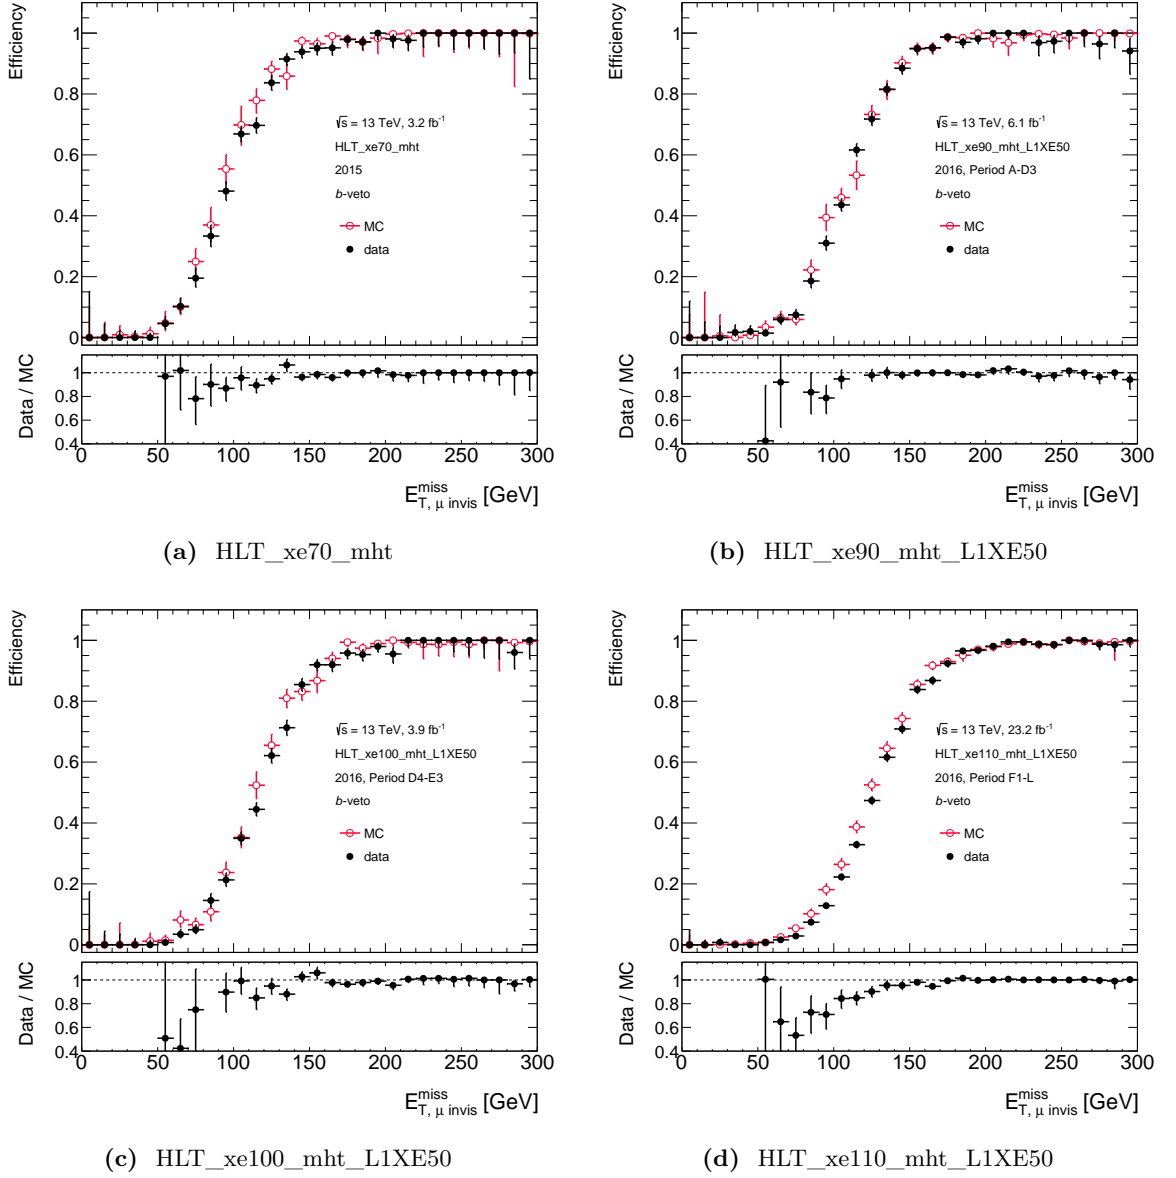 Efficiency
1
0.8
0.6
0.4
0.2
0
√s = 13 TeV, 3.2 fb⁻¹
HLT_xe70_mht
2015
b-veto
MC
data
Data / MC
1
0.8
0.6
0.4
0 50 100 150 200 250 300
E_{T, μ invis}^{miss} [GeV]
(a) HLT_xe70_mht
Efficiency
1
0.8
0.6
0.4
0.2
0
√s = 13 TeV, 6.1 fb⁻¹
HLT_xe90_mht_L1XE50
2016, Period A-D3
b-veto
MC
data
Data / MC
1
0.8
0.6
0.4
0 50 100 150 200 250 300
E_{T, μ invis}^{miss} [GeV]
(b) HLT_xe90_mht_L1XE50
Efficiency
1
0.8
0.6
0.4
0.2
0
√s = 13 TeV, 3.9 fb⁻¹
HLT_xe100_mht_L1XE50
2016, Period D4-E3
b-veto
MC
data
Data / MC
1
0.8
0.6
0.4
0 50 100 150 200 250 300
E_{T, μ invis}^{miss} [GeV]
(c) HLT_xe100_mht_L1XE50
Efficiency
1
0.8
0.6
0.4
0.2
0
√s = 13 TeV, 23.2 fb⁻¹
HLT_xe110_mht_L1XE50
2016, Period F1-L
b-veto
MC
data
Data / MC
1
0.8
0.6
0.4
0 50 100 150 200 250 300
E_{T, μ invis}^{miss} [GeV]
(d) HLT_xe110_mht_L1XE50